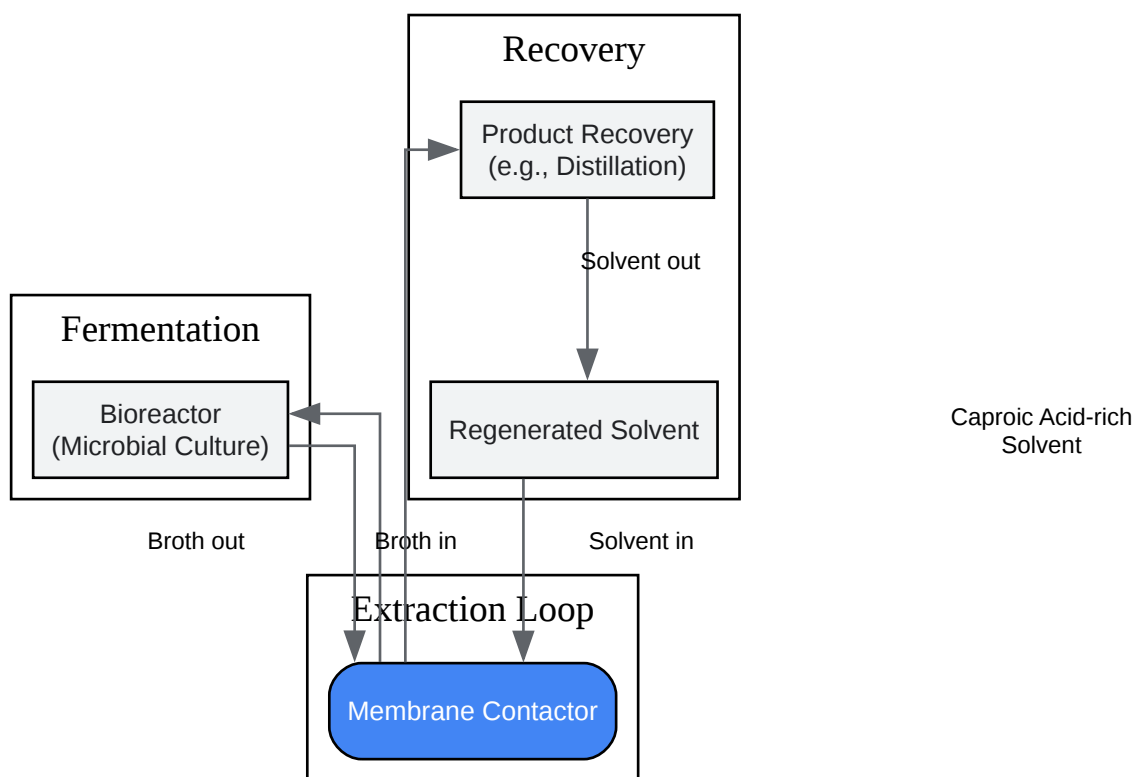 Recovery
Product Recovery
(e.g., Distillation)
Solvent out
Fermentation
Bioreactor
(Microbial Culture)
Regenerated Solvent
Caproic Acid-rich
Solvent
Broth out
Broth in
Solvent in
Extraction Loop
Membrane Contactor